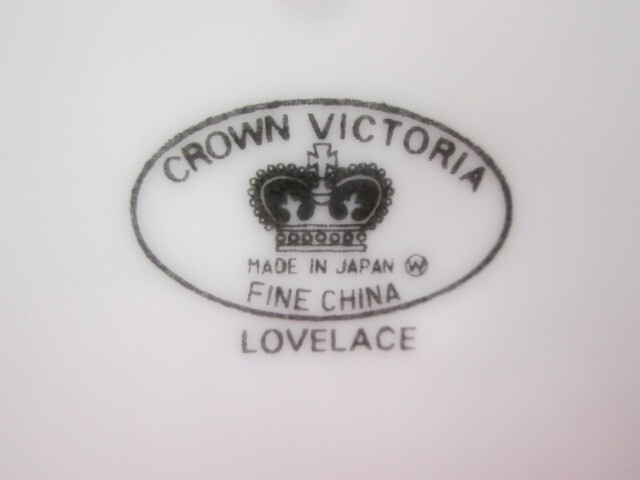 CROWN VICTORIA
MADE IN JAPAN Ⓦ
FINE CHINA
LOVELACE